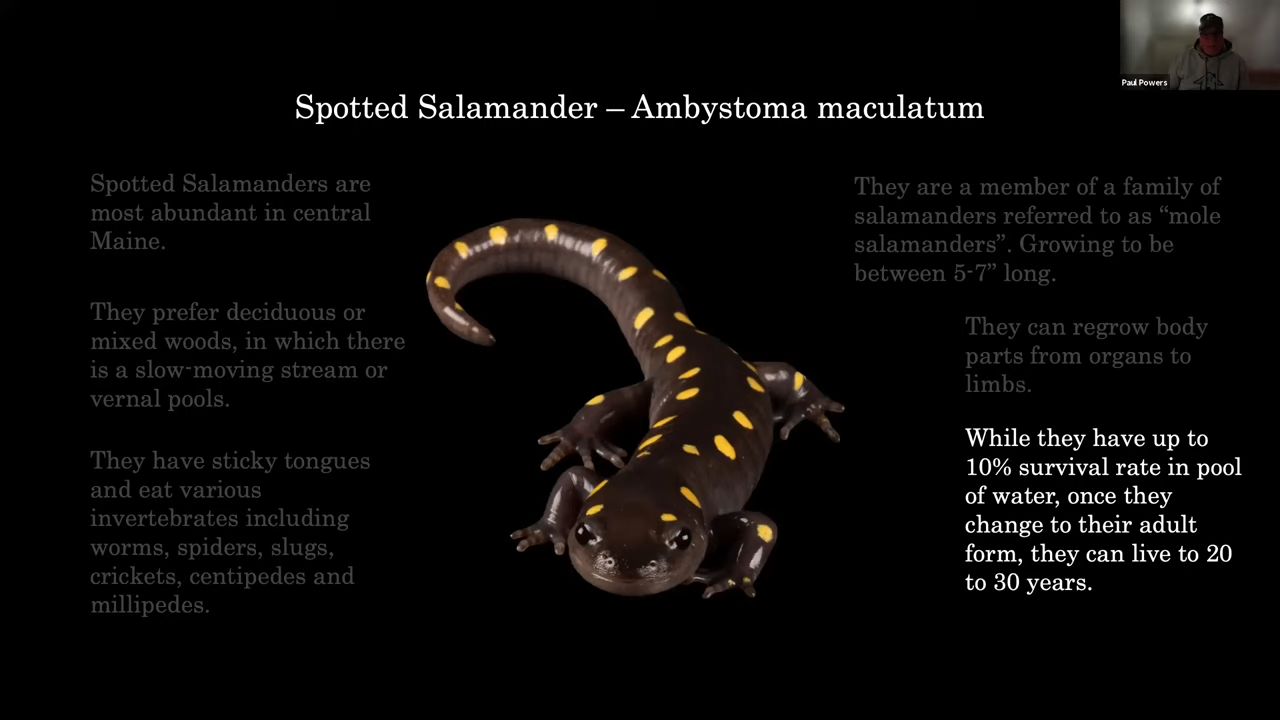 Paul Powers
Spotted Salamander – Ambystoma maculatum
Spotted Salamanders are
most abundant in central
Maine.
They prefer deciduous or
mixed woods, in which there
is a slow-moving stream or
vernal pools.
They have sticky tongues
and eat various
invertebrates including
worms, spiders, slugs,
crickets, centipedes and
millipedes.
They are a member of a family of
salamanders referred to as “mole
salamanders”. Growing to be
between 5-7” long.
They can regrow body
parts from organs to
limbs.
While they have up to
10% survival rate in pool
of water, once they
change to their adult
form, they can live to 20
to 30 years.